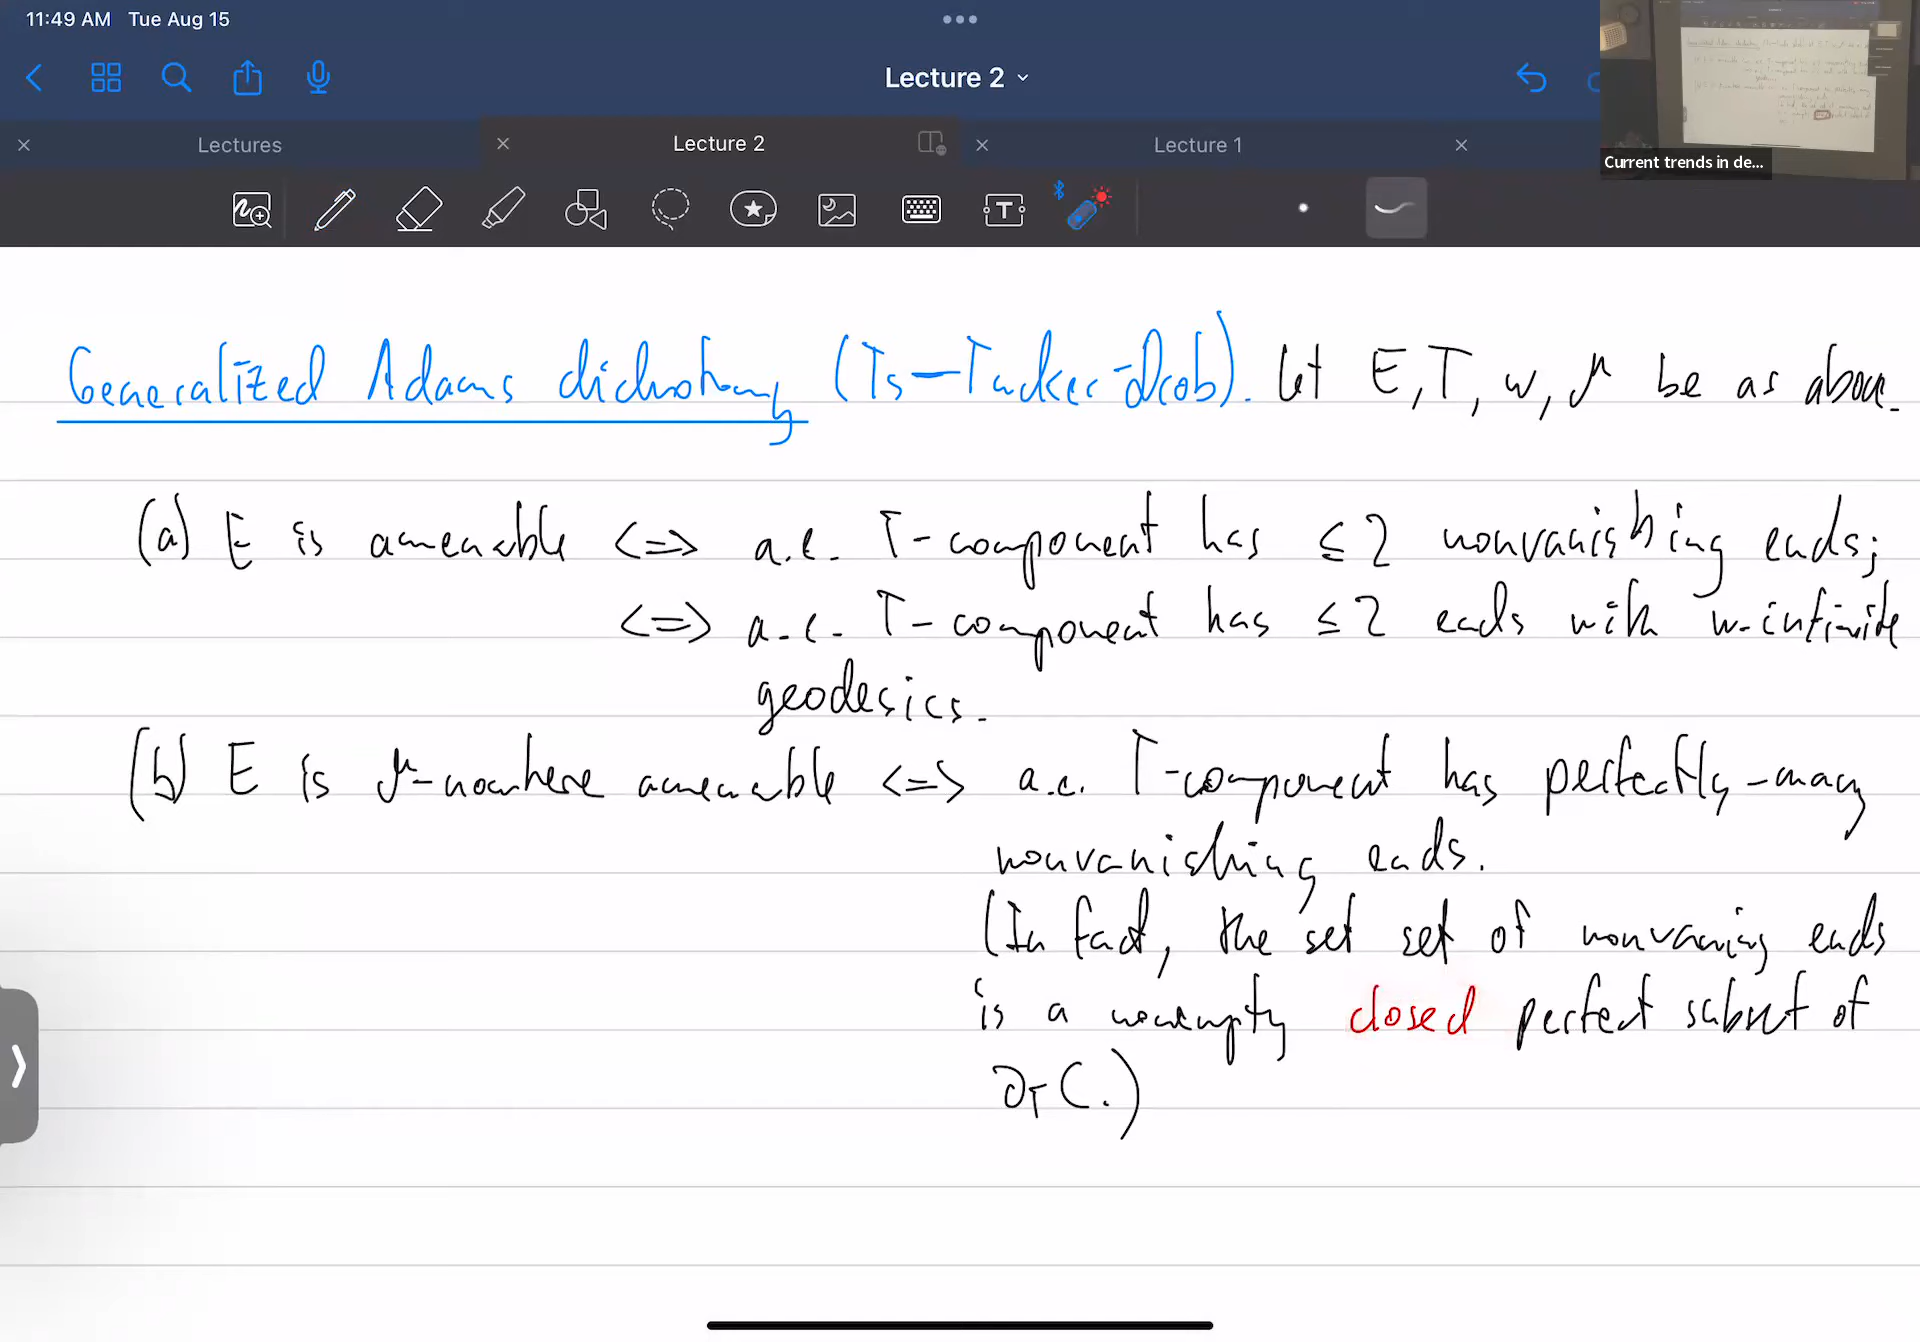 11:49 AM Tue Aug 15
Lecture 2
Lectures
Lecture 2
Lecture 1
T
Current trends in de...
Generalized Adams dichotomy (Ts-Tucker-Drob). Let E, T, w, μ be as above.
(a) E is amenable <=> a.e. T-component has ≤ 2 nonvanishing ends;
<=> a.e. T-component has ≤ 2 ends with w-infinite
geodesics.
(b) E is μ-nowhere amenable <=> a.e. T-component has perfectly-many
nonvanishing ends.
(In fact, the set set of nonvaning ends
is a nonempty closed perfect subset of
∂T C.)